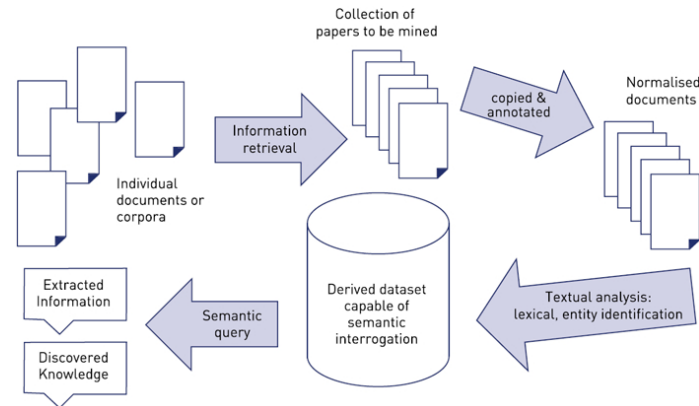 Collection of
papers to be mined
Individual
documents or
corpora
Information
retrieval
copied &
annotated
Normalised
documents
Textual analysis:
lexical, entity identification
Derived dataset
capable of
semantic
interrogation
Semantic
query
Extracted
Information
Discovered
Knowledge